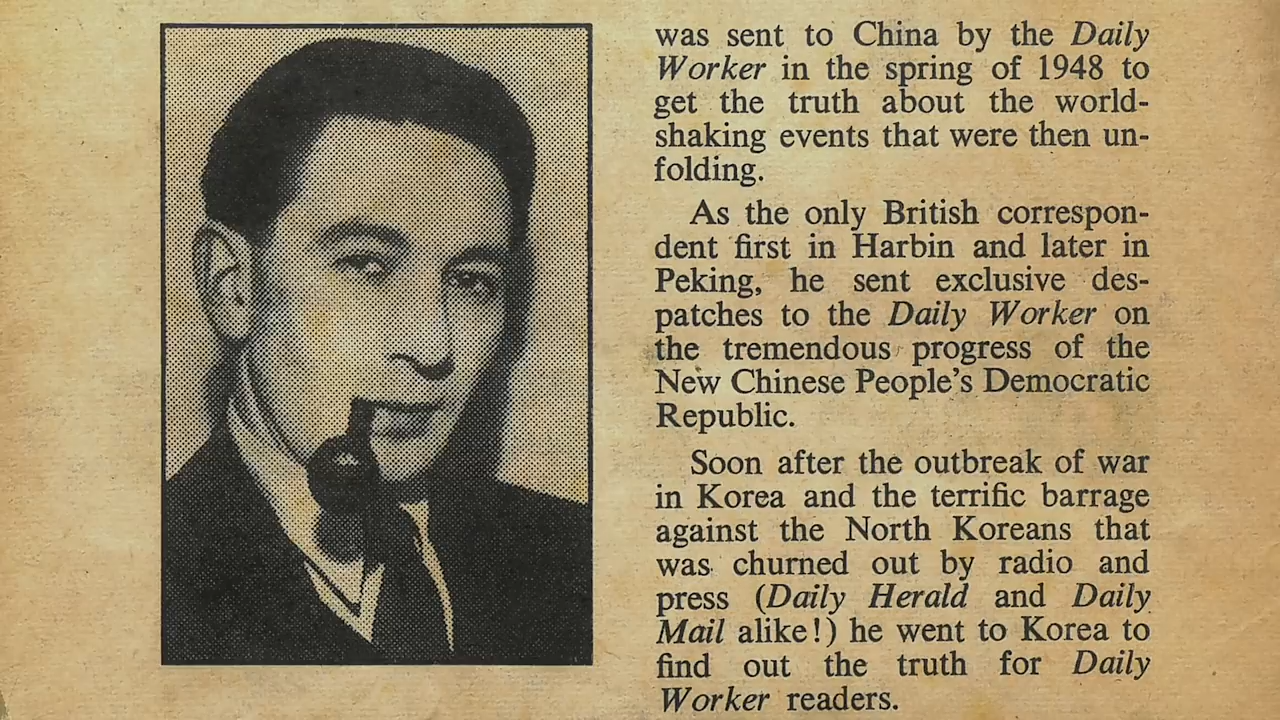 was sent to China by the Daily
Worker in the spring of 1948 to
get the truth about the world-
shaking events that were then un-
folding.
As the only British correspon-
dent first in Harbin and later in
Peking, he sent exclusive des-
patches to the Daily Worker on
the tremendous progress of the
New Chinese People's Democratic
Republic.
Soon after the outbreak of war
in Korea and the terrific barrage
against the North Koreans that
was churned out by radio and
press (Daily Herald and Daily
Mail alike!) he went to Korea to
find out the truth for Daily
Worker readers.